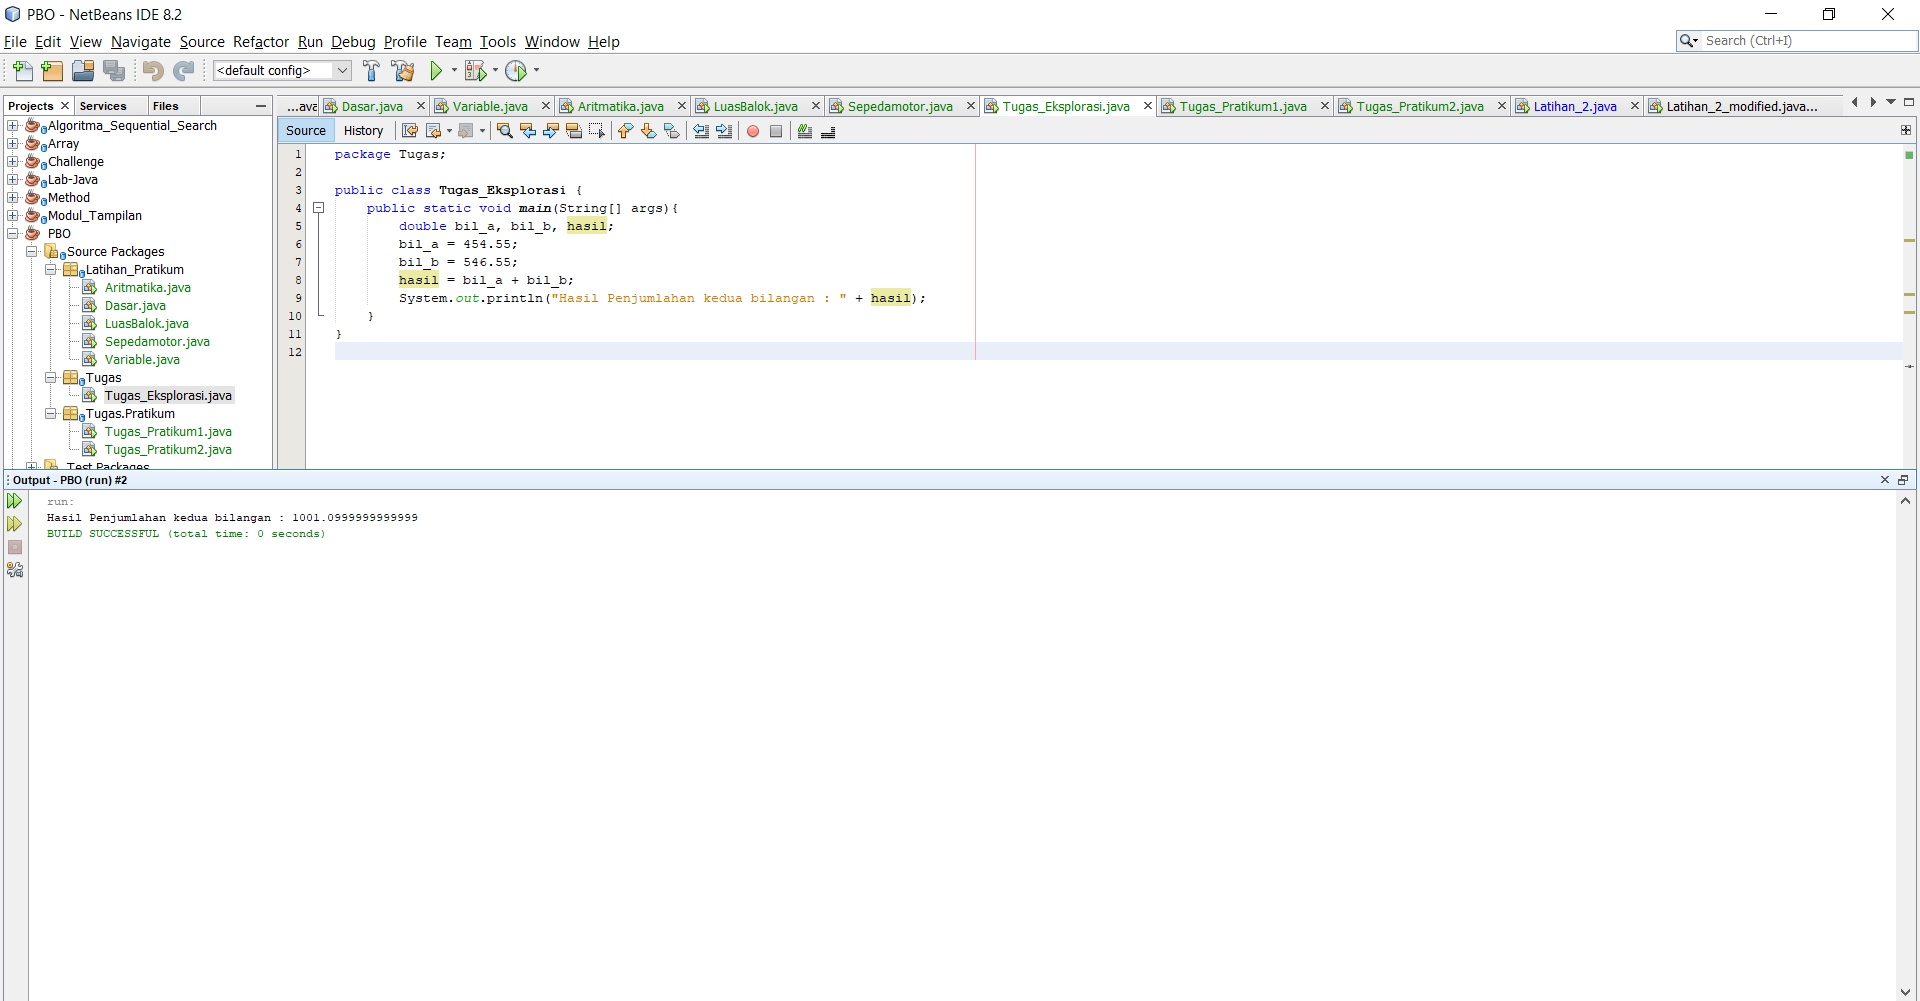 PBO - NetBeans IDE 8.2
File Edit View Navigate Source Refactor Run Debug Profile Team Tools Window Help
Search (Ctrl+I)
<default config>
Projects Services Files
...ava Dasar.java Variable.java Aritmatika.java LuasBalok.java Sepedamotor.java Tugas_Eksplorasi.java Tugas_Pratikum1.java Tugas_Pratikum2.java Latihan_2.java Latihan_2_modified.java...
Source History
Algoritma_Sequential_Search
Array
Challenge
Lab-Java
Method
Modul_Tampilan
PBO
Source Packages
Latihan_Pratikum
Aritmatika.java
Dasar.java
LuasBalok.java
Sepedamotor.java
Variable.java
Tugas
Tugas_Eksplorasi.java
Tugas.Pratikum
Tugas_Pratikum1.java
Tugas_Pratikum2.java
Test Packages
1 package Tugas;
2
3 public class Tugas_Eksplorasi {
4 public static void main(String[] args){
5 double bil_a, bil_b, hasil;
6 bil_a = 454.55;
7 bil_b = 546.55;
8 hasil = bil_a + bil_b;
9 System.out.println("Hasil Penjumlahan kedua bilangan : " + hasil);
10 }
11 }
12
Output - PBO (run) #2
run:
Hasil Penjumlahan kedua bilangan : 1001.0999999999999
BUILD SUCCESSFUL (total time: 0 seconds)